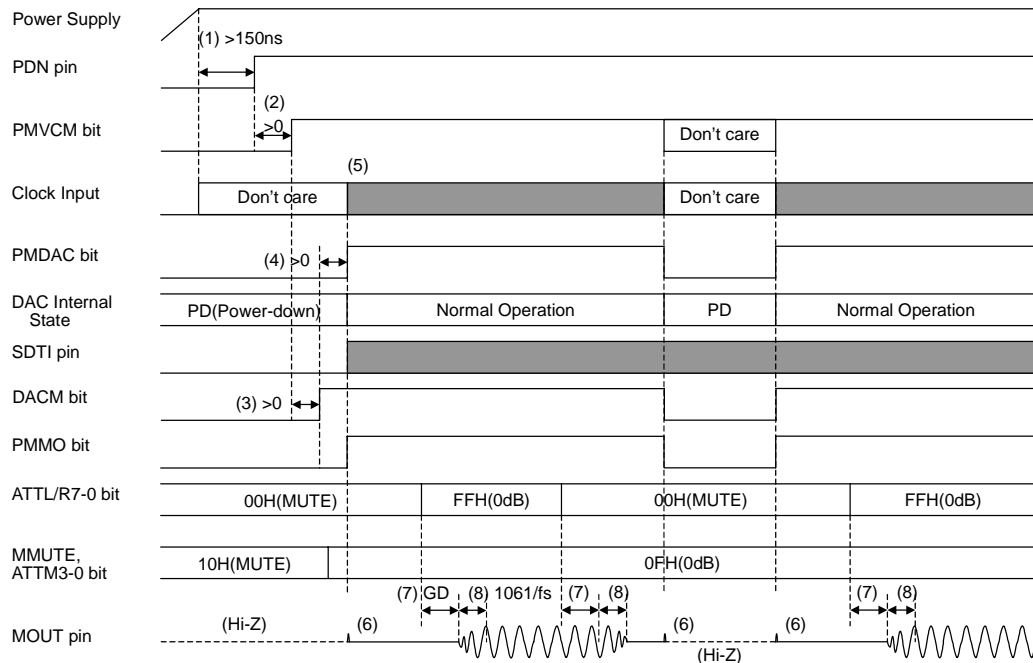 Power Supply
(1) >150ns
PDN pin
(2)
>0
PMVCM bit
Don't care
(5)
Clock Input
Don't care
Don't care
PMDAC bit
(4) >0
DAC Internal
State
PD(Power-down)
Normal Operation
PD
Normal Operation
SDTI pin
DACM bit
(3) >0
PMMO bit
ATTL/R7-0 bit
00H(MUTE)
FFH(0dB)
00H(MUTE)
FFH(0dB)
MMUTE,
ATTM3-0 bit
10H(MUTE)
0FH(0dB)
(7) GD (8) 1061/fs (7) (8) (7) (8)
MOUT pin
(Hi-Z) (6) (6) (6)
(Hi-Z)